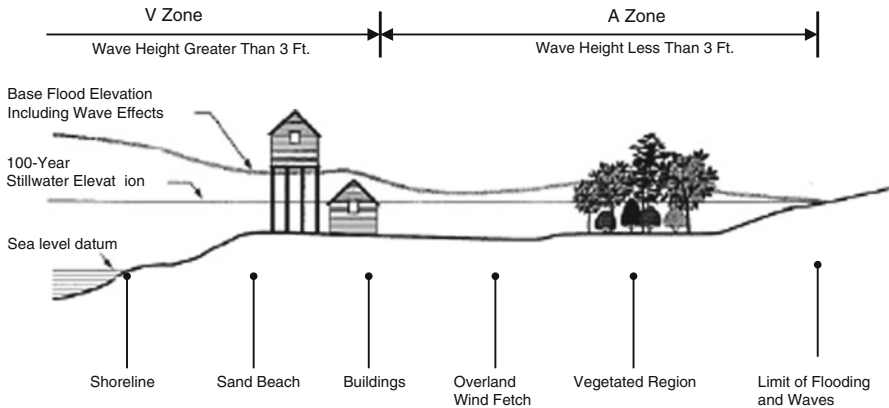 V Zone
A Zone
Wave Height Greater Than 3 Ft.
Wave Height Less Than 3 Ft.
Base Flood Elevation
Including Wave Effects
100-Year
Stillwater Elevat ion
Sea level datum
Shoreline
Sand Beach
Buildings
Overland
Wind Fetch
Vegetated Region
Limit of Flooding
and Waves